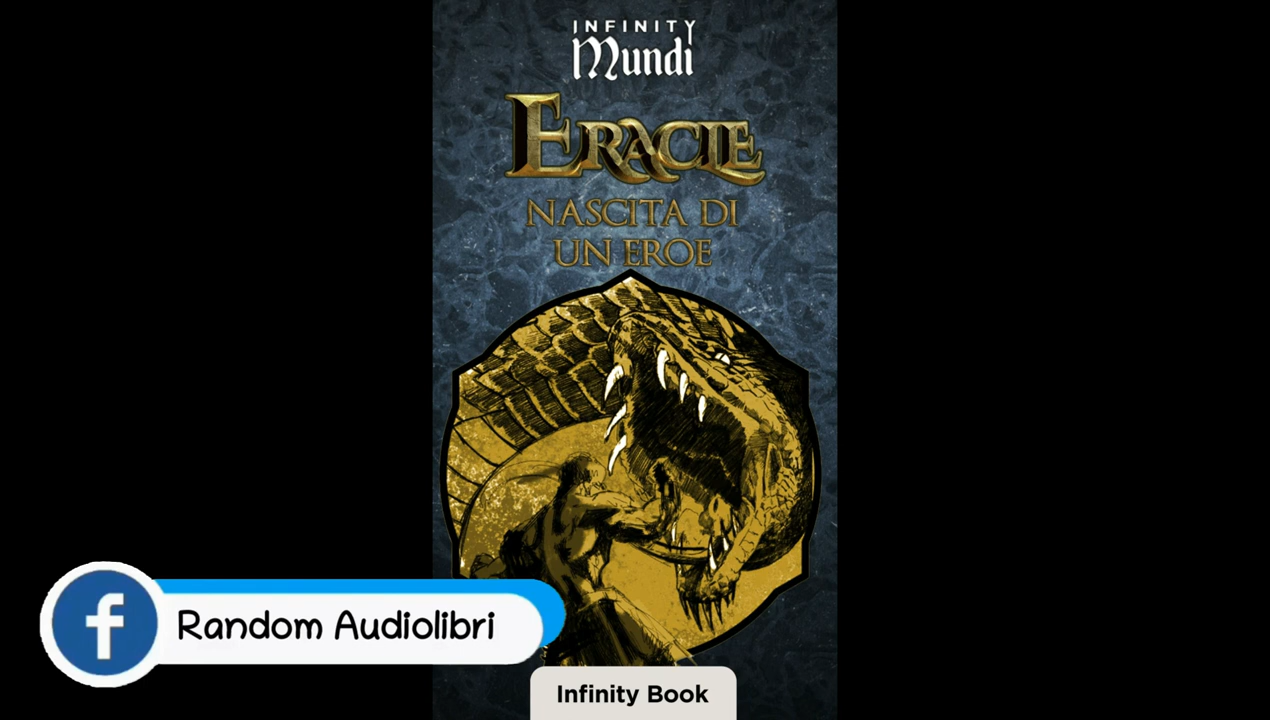 INFINITY
Mundi
ERACLE
NASCITA DI
UN EROE
Random Audiolibri
Infinity Book